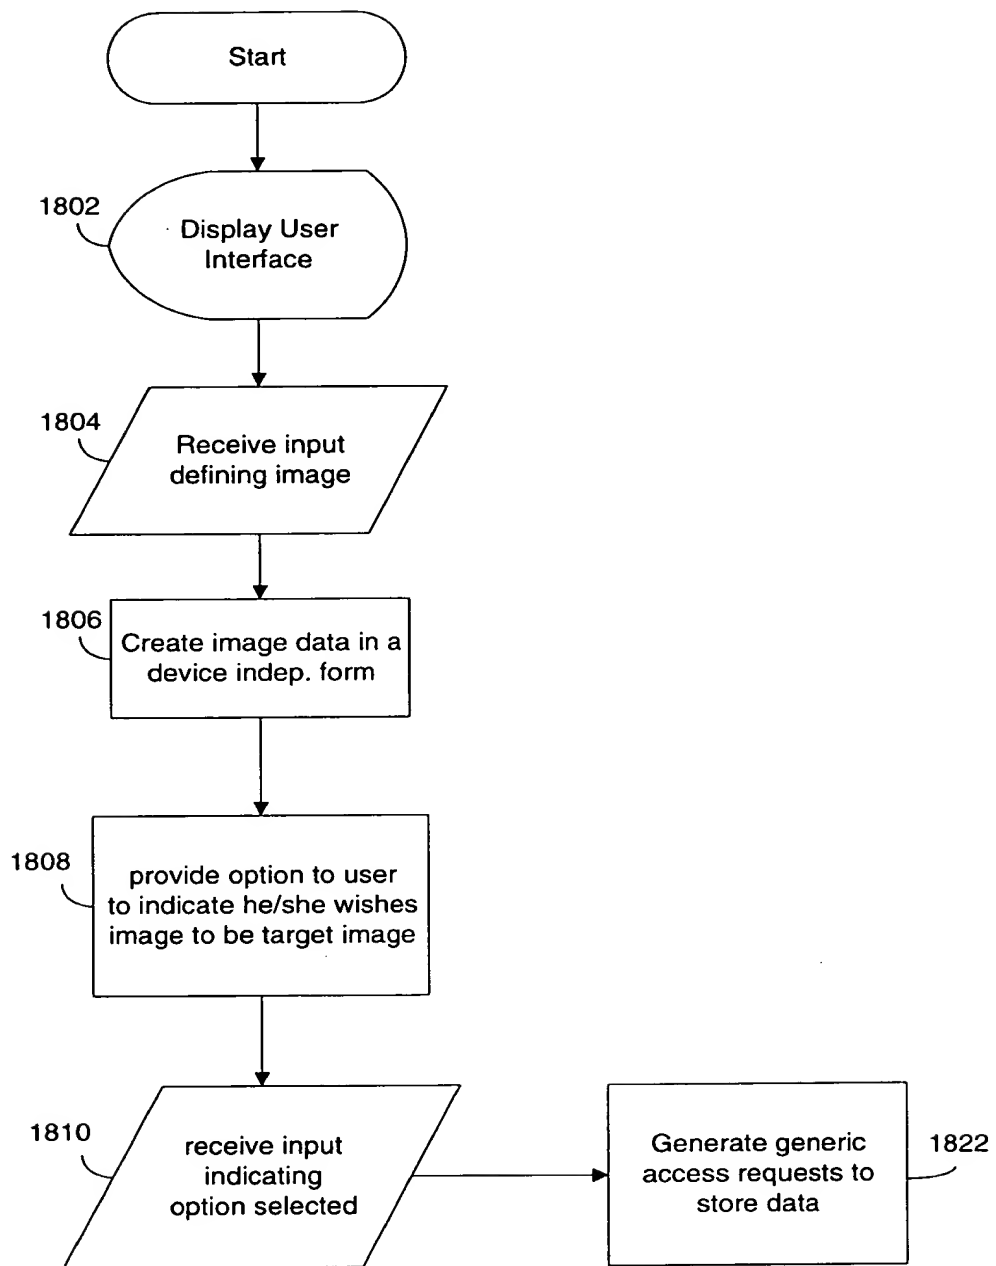 Start
1802
Display User
Interface
1804
Receive input
defining image
1806
Create image data in a
device indep. form
1808
provide option to user
to indicate he/she wishes
image to be target image
1810
receive input
indicating
option selected
Generate generic
access requests to
store data
1822